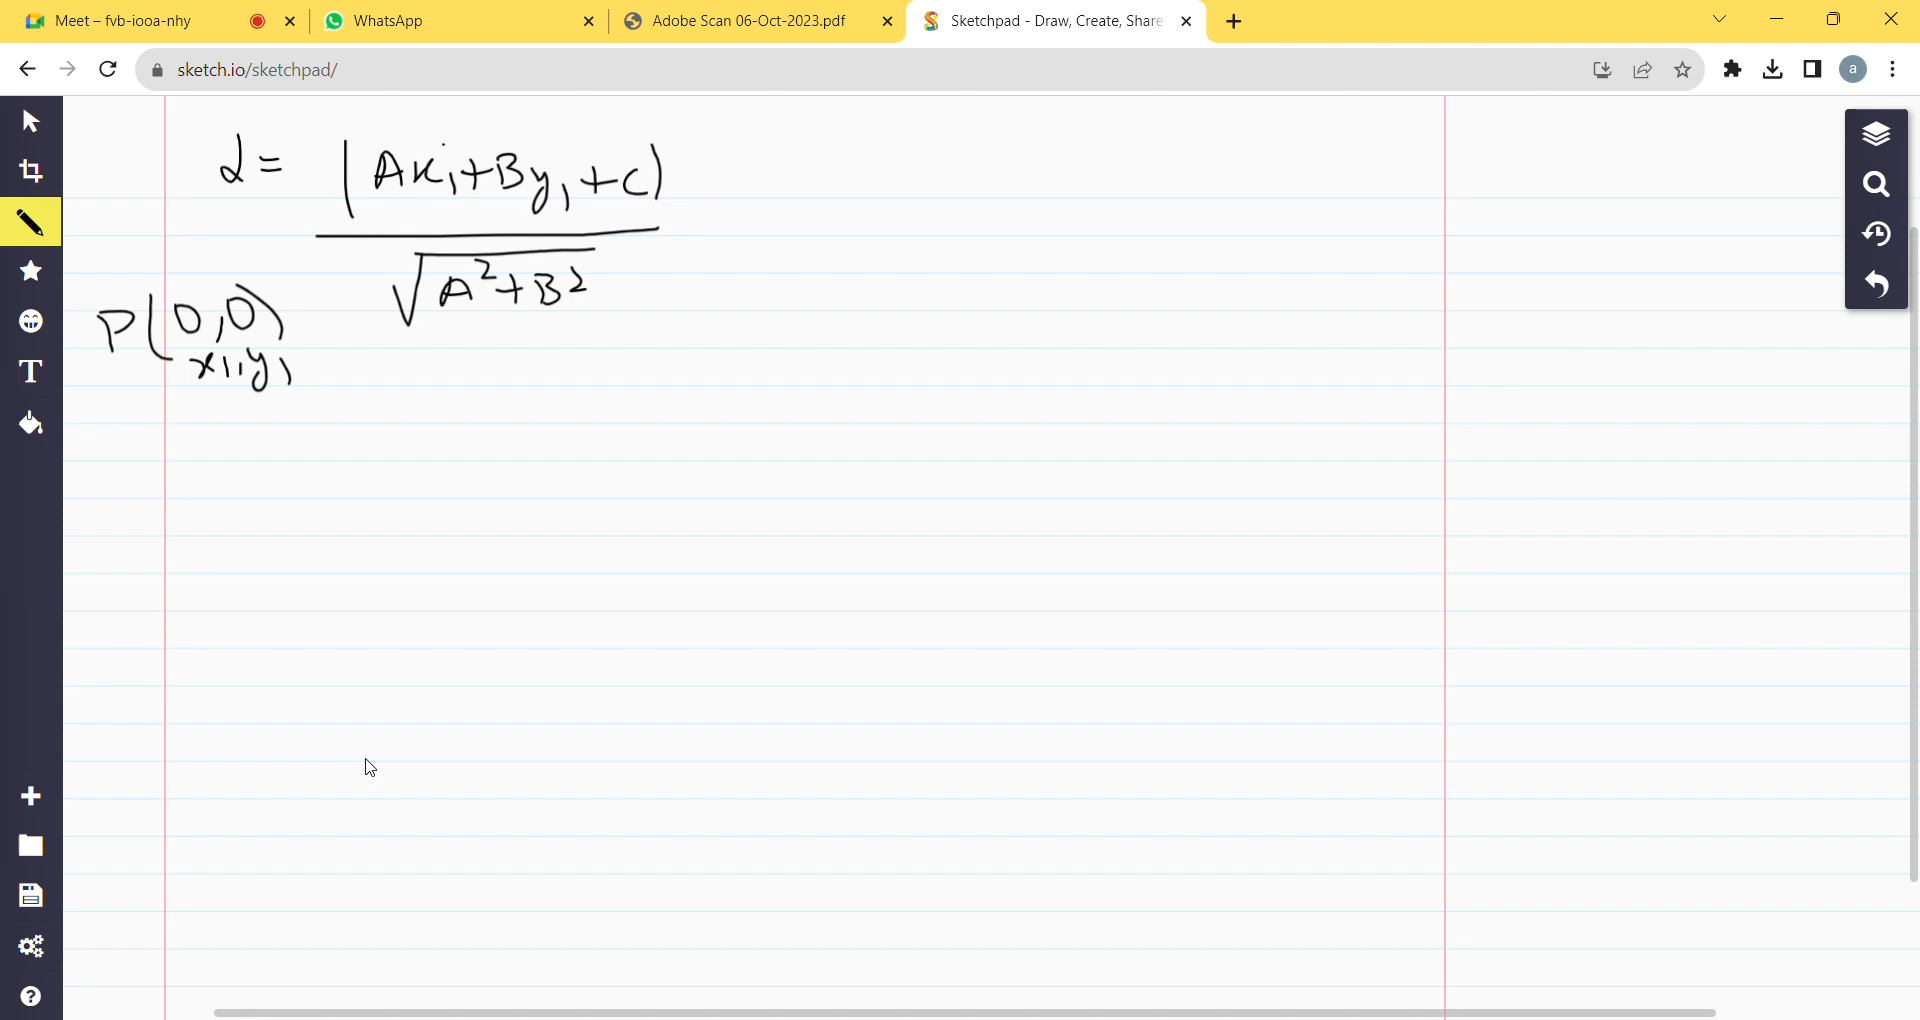 Meet – fvb-iooa-nhy
WhatsApp
Adobe Scan 06-Oct-2023.pdf
Sketchpad - Draw, Create, Share
sketch.io/sketchpad/
a
d = |Ax₁+By₁+C|
√A²+B²
P(0,0)
x₁,y₁
T